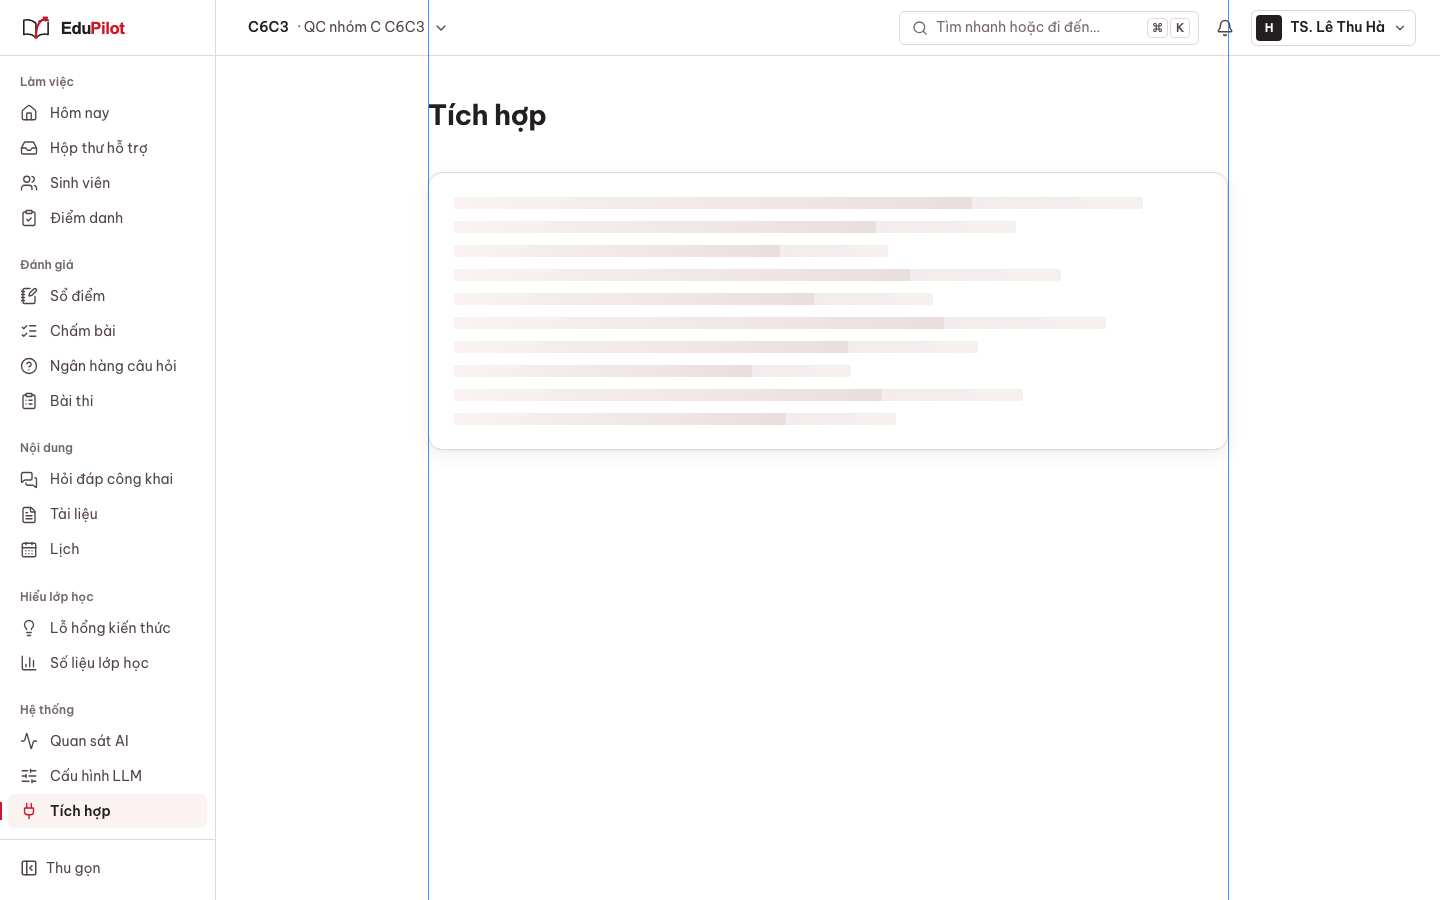 EduPilot
C6C3 · QC nhóm C C6C3
Tìm nhanh hoặc đi đến...
⌘ K
H
TS. Lê Thu Hà
Làm việc
Hôm nay
Hộp thư hỗ trợ
Sinh viên
Điểm danh
Đánh giá
Sổ điểm
Chấm bài
Ngân hàng câu hỏi
Bài thi
Nội dung
Hỏi đáp công khai
Tài liệu
Lịch
Hiểu lớp học
Lỗ hổng kiến thức
Số liệu lớp học
Hệ thống
Quan sát AI
Cấu hình LLM
Tích hợp
Thu gọn
Tích hợp